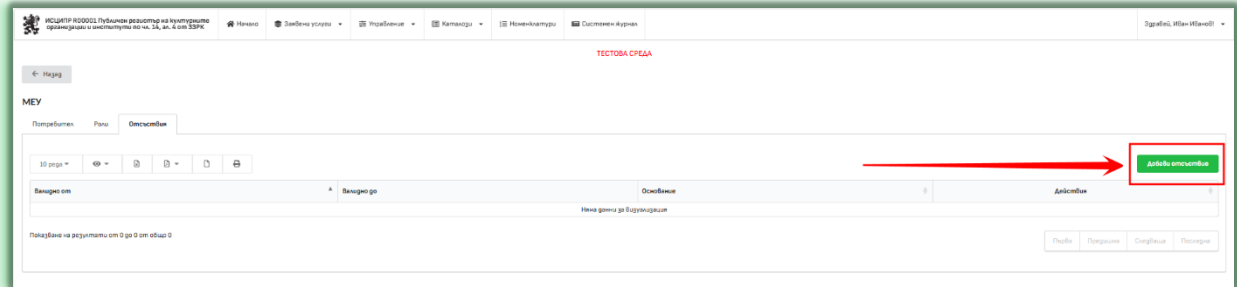 ИСЦИПР R00001 Публичен регистър на културните
организации и институти по чл. 14, ал. 4 от ЗЗРК
Начало
Заявени услуги
Управление
Каталози
Номенклатури
Системен журнал
Здравей, Иван Иванов!
ТЕСТОВА СРЕДА
Назад
МЕУ
Потребител
Роли
Отсъствия
10 реда
Добави отсъствие
Валидно от
Валидно до
Основание
Действия
Няма данни за визуализация
Показване на резултати от 0 до 0 от общо 0
Първа
Предишна
Следваща
Последна